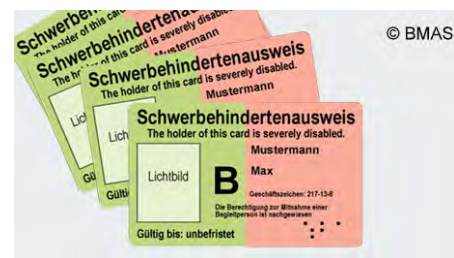 © BMAS
Schwerbehindertenausweis
The holder of this card is severely disabled.
Schwerbehindertenausweis
The holder of this card is severely disabled.
Mustermann
Schwerbehindertenausweis
The holder of this card is severely disabled.
Mustermann
Schwerbehindertenausweis
The holder of this card is severely disabled.
Mustermann
Max
Lichtbild
B
Geschäftszeichen: 217-13-6
Die Berechtigung zur Mitnahme einer
Begleitperson ist nachgewiesen
Gültig bis: unbefristet